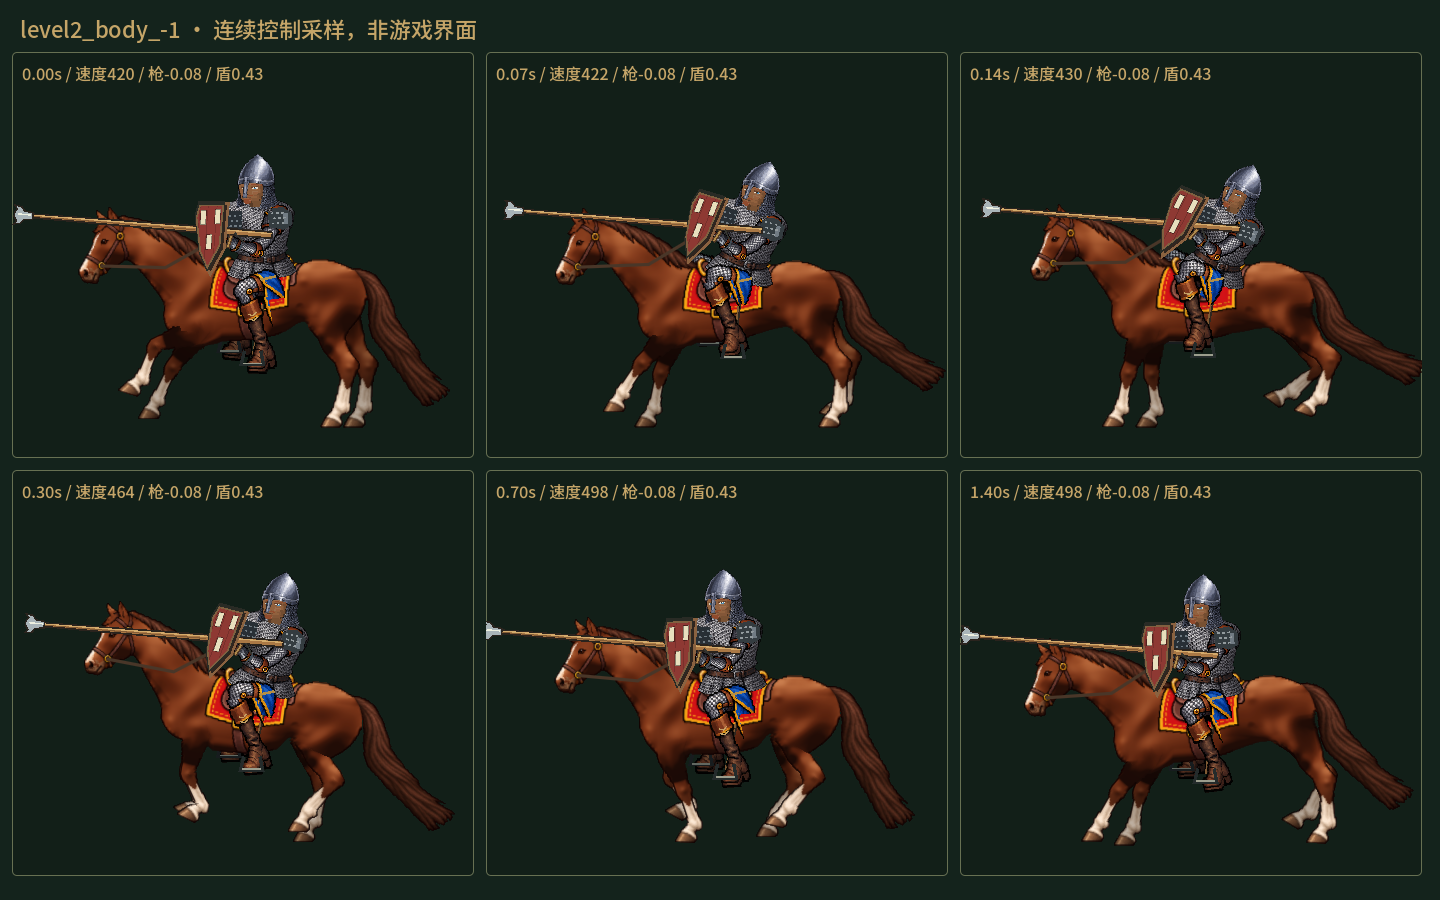 level2_body_-1 · 连续控制采样，非游戏界面
0.00s / 速度420 / 枪-0.08 / 盾0.43
0.07s / 速度422 / 枪-0.08 / 盾0.43
0.14s / 速度430 / 枪-0.08 / 盾0.43
0.30s / 速度464 / 枪-0.08 / 盾0.43
0.70s / 速度498 / 枪-0.08 / 盾0.43
1.40s / 速度498 / 枪-0.08 / 盾0.43